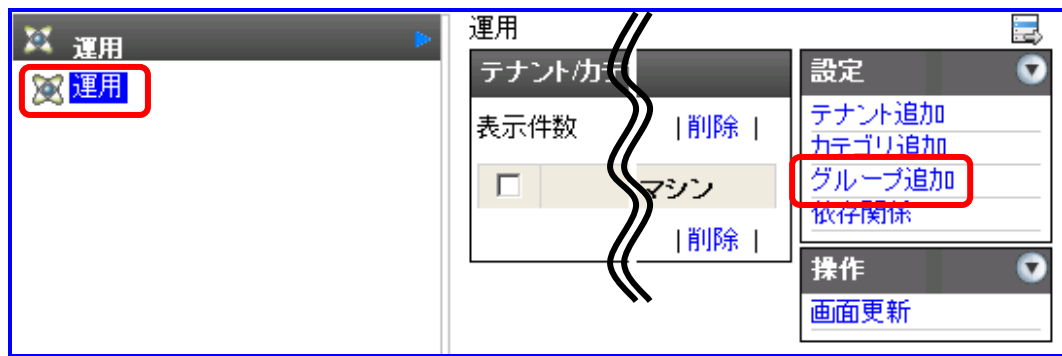 運用
運用
運用
テナント/カテ
表示件数 |削除 |
マシン
|削除 |
設定
テナント追加
カテゴリ追加
グループ追加
依存関係
操作
画面更新